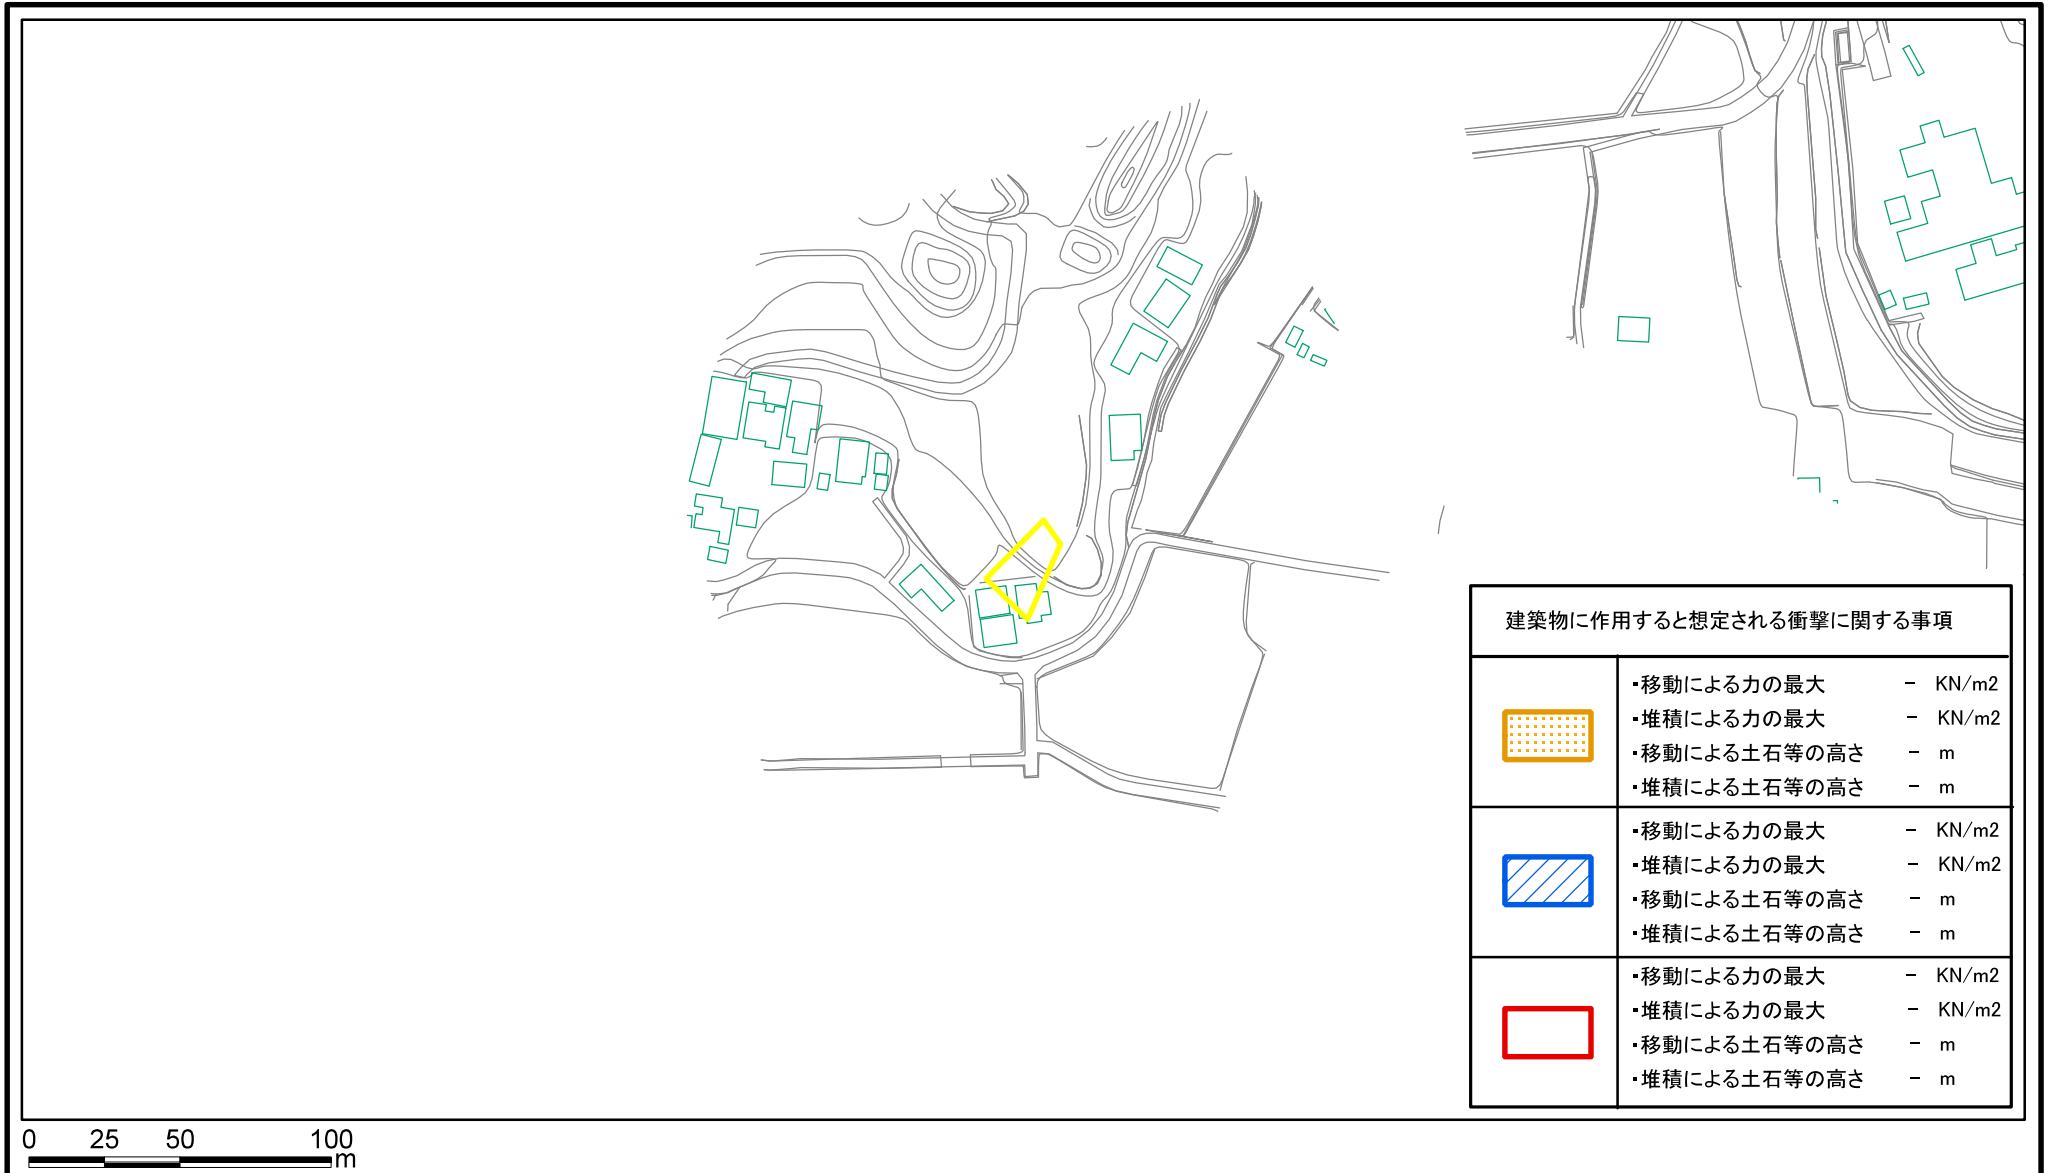 建築物に作用すると想定される衝撃に関する事項
・移動による力の最大 － KN/m2
・堆積による力の最大 － KN/m2
・移動による土石等の高さ － m
・堆積による土石等の高さ － m
・移動による力の最大 － KN/m2
・堆積による力の最大 － KN/m2
・移動による土石等の高さ － m
・堆積による土石等の高さ － m
・移動による力の最大 － KN/m2
・堆積による力の最大 － KN/m2
・移動による土石等の高さ － m
・堆積による土石等の高さ － m
0 25 50 100
m